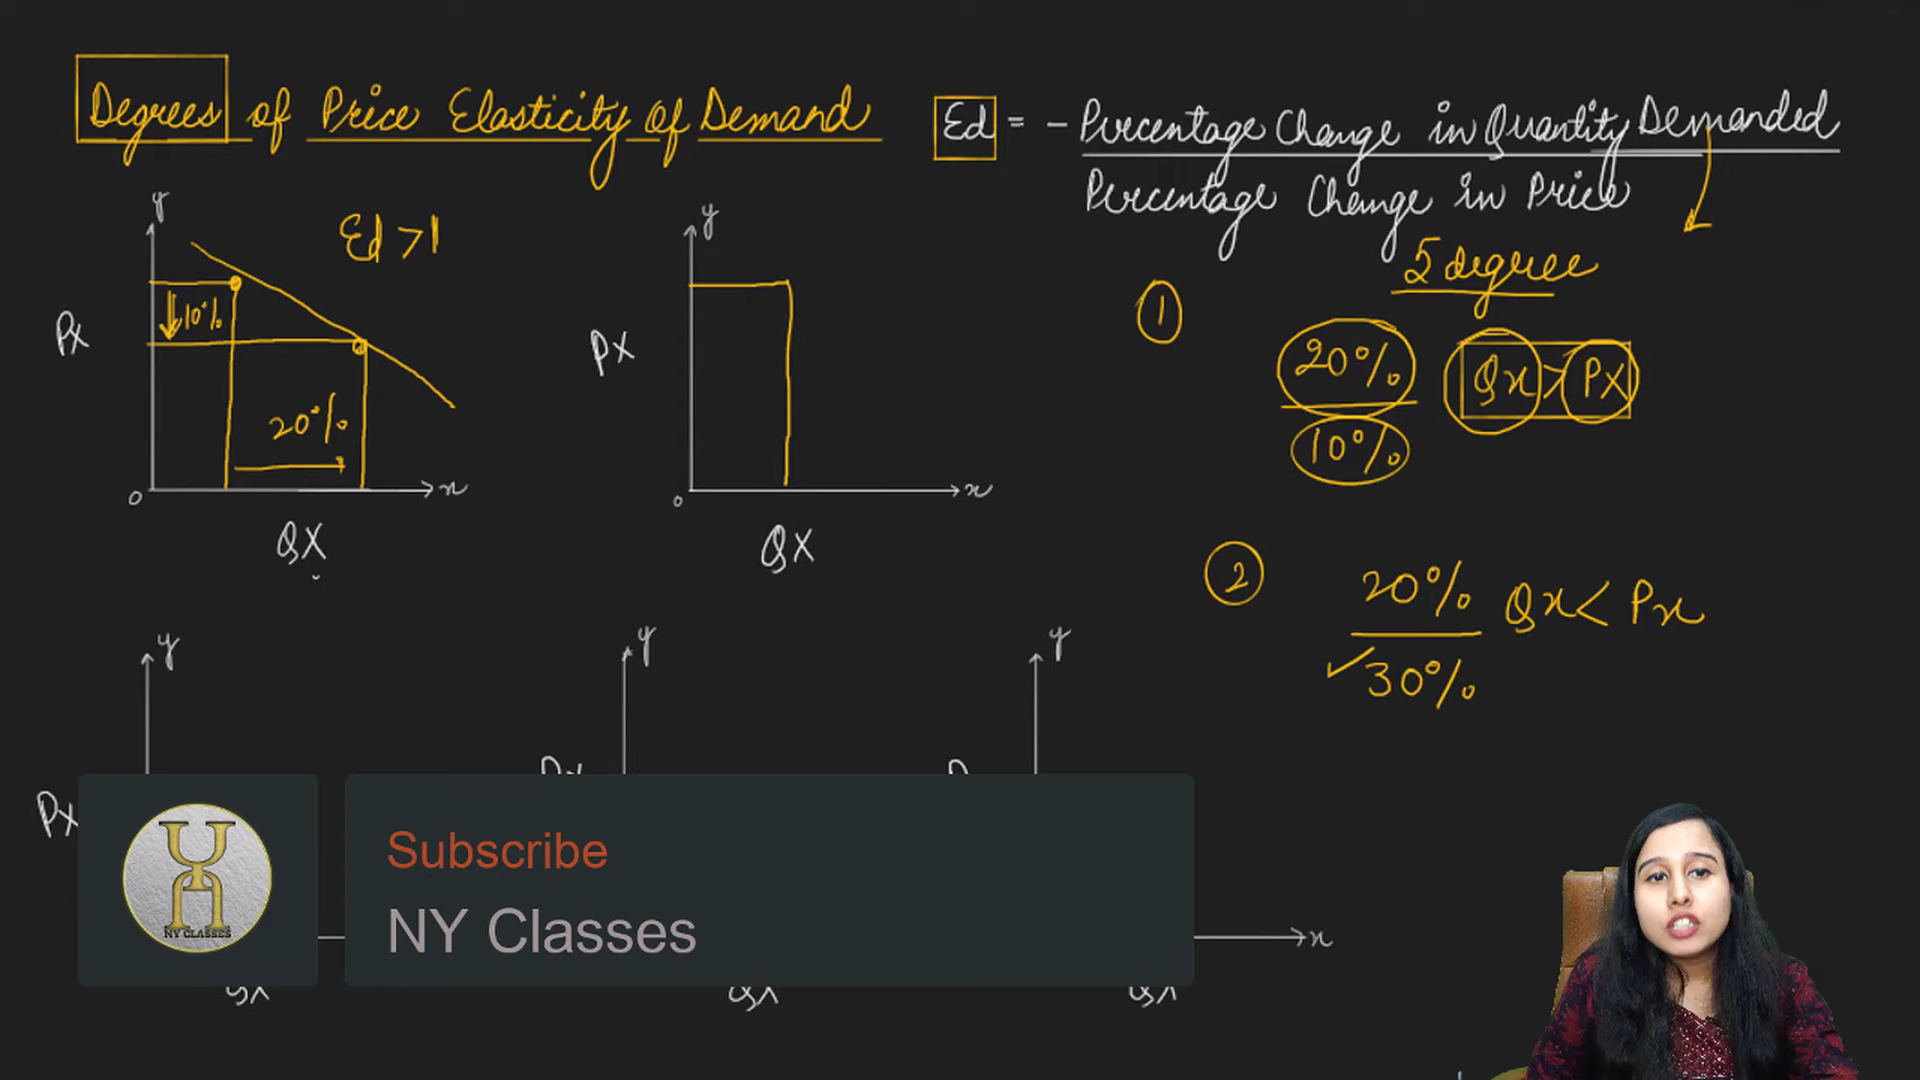 Degrees of Price Elasticity of Demand
Ed = - Percentage Change in Quantity Demanded
Percentage Change in Price
5 degree
y
Ed >1
10%
Px
20%
0
x
QX
y
PX
0
x
QX
1
20%
10%
Qx > PX
2
20%
30%
Qx < Px
y
Px
y
y
x
Subscribe
NY Classes
NY CLASSES